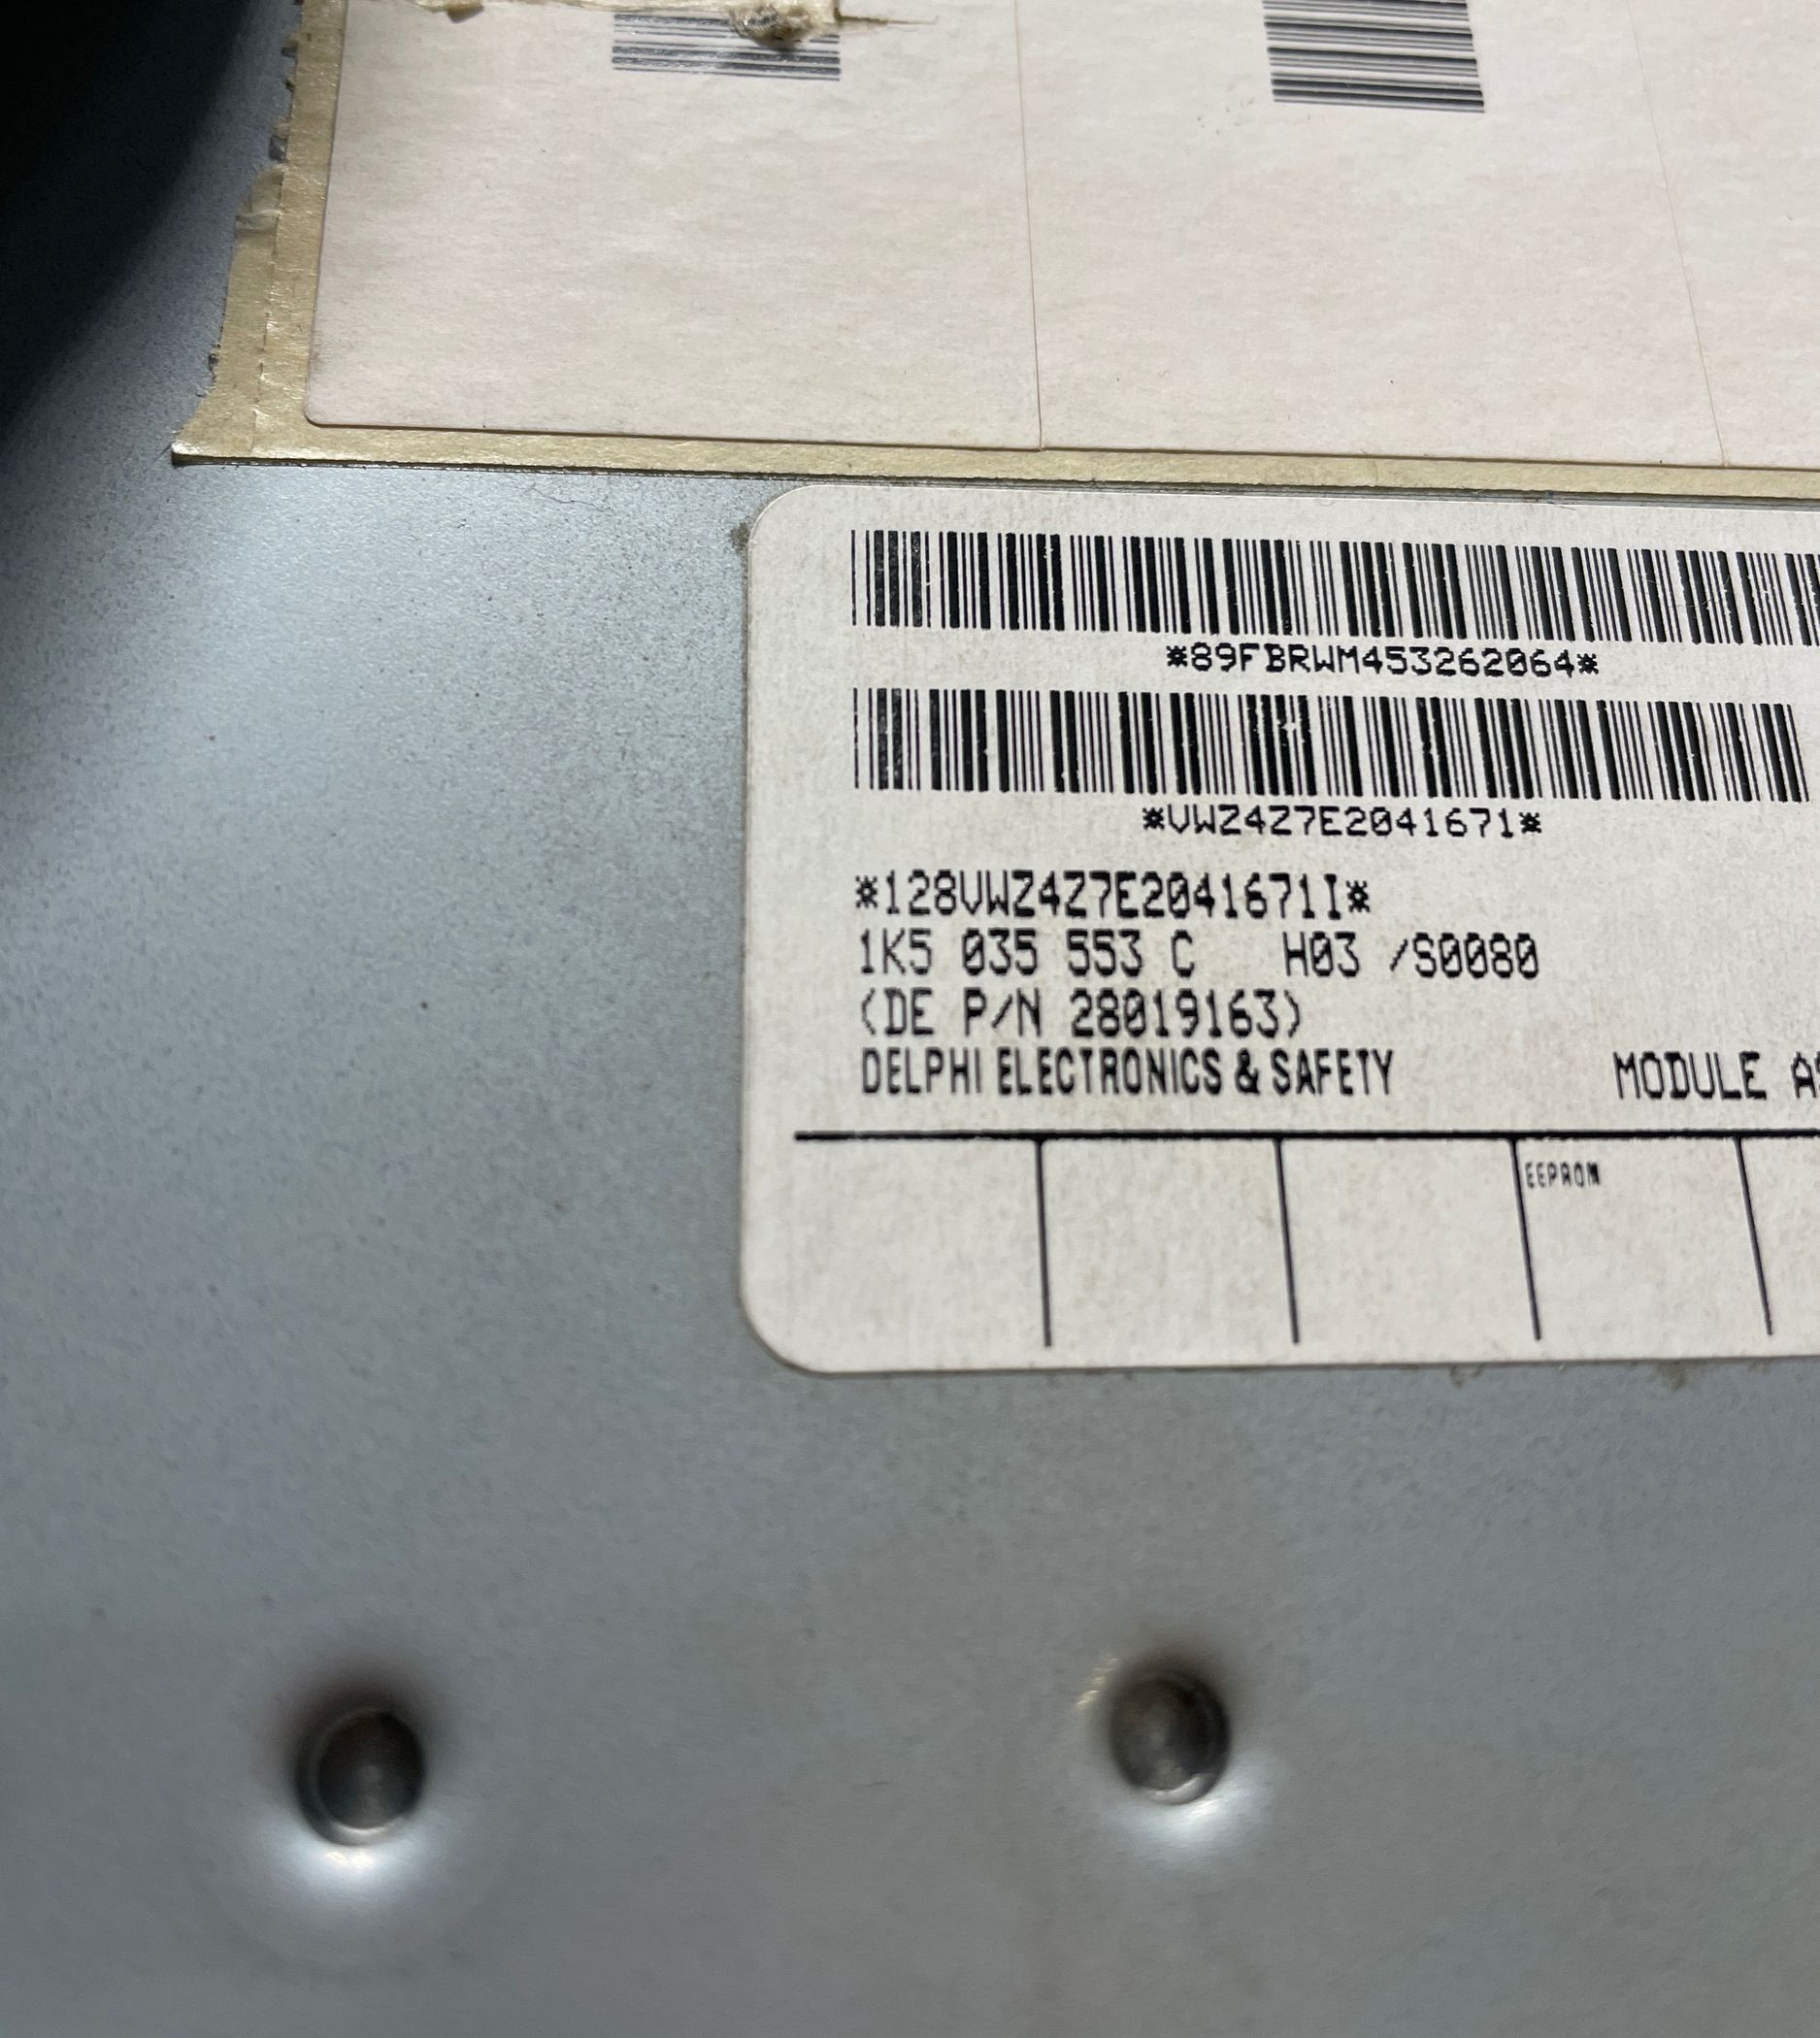 *89FBRWM453262064*
*VWZ4Z7E2041671*
*128VWZ4Z7E2041671I*
1K5 035 553 C H03 /S0080
(DE P/N 28019163)
DELPHI ELECTRONICS & SAFETY MODULE
EEPROM